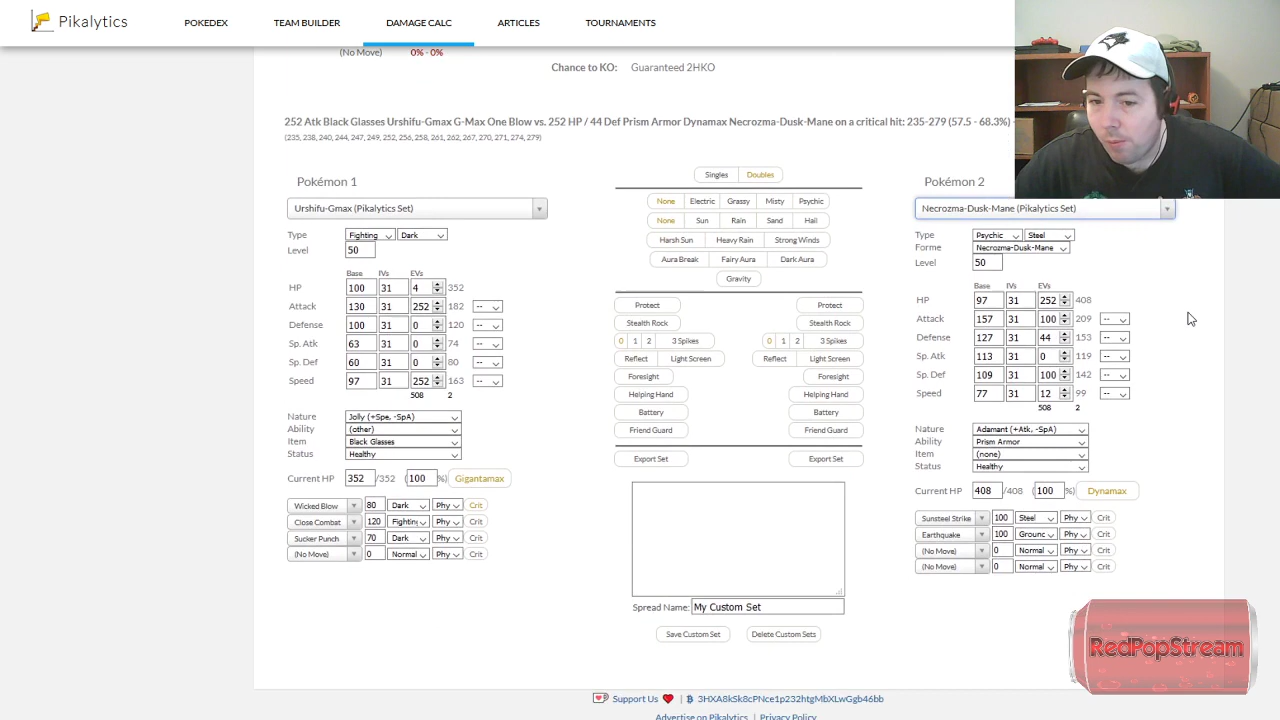 Pikalytics
POKEDEX TEAM BUILDER DAMAGE CALC ARTICLES TOURNAMENTS
(No Move) 0% - 0%
Chance to KO: Guaranteed 2HKO
252 Atk Black Glasses Urshifu-Gmax G-Max One Blow vs. 252 HP / 44 Def Prism Armor Dynamax Necrozma-Dusk-Mane on a critical hit: 235-279 (57.5 - 68.3%)
(235, 238, 240, 244, 247, 249, 252, 256, 258, 261, 262, 267, 270, 271, 274, 279)
Pokémon 1
Urshifu-Gmax (Pikalytics Set)
Type Fighting Dark
Level 50
Base IVs EVs
HP 100 31 4 352
Attack 130 31 252 182 --
Defense 100 31 0 120 --
Sp. Atk 63 31 0 74 --
Sp. Def 60 31 0 80 --
Speed 97 31 252 163 --
508 2
Nature Jolly (+Spe, -SpA)
Ability (other)
Item Black Glasses
Status Healthy
Current HP 352 /352 (100 %) Gigantamax
Wicked Blow 80 Dark Phy Crit
Close Combat 120 Fighting Phy Crit
Sucker Punch 70 Dark Phy Crit
(No Move) 0 Normal Phy Crit
Singles Doubles
None Electric Grassy Misty Psychic
None Sun Rain Sand Hail
Harsh Sun Heavy Rain Strong Winds
Aura Break Fairy Aura Dark Aura
Gravity
Protect Protect
Stealth Rock Stealth Rock
0 1 2 3 Spikes 0 1 2 3 Spikes
Reflect Light Screen Reflect Light Screen
Foresight Foresight
Helping Hand Helping Hand
Battery Battery
Friend Guard Friend Guard
Export Set Export Set
Spread Name: My Custom Set
Save Custom Set Delete Custom Sets
Pokémon 2
Necrozma-Dusk-Mane (Pikalytics Set)
Type Psychic Steel
Forme Necrozma-Dusk-Mane
Level 50
Base IVs EVs
HP 97 31 252 408
Attack 157 31 100 209 --
Defense 127 31 44 153 --
Sp. Atk 113 31 0 119 --
Sp. Def 109 31 100 142 --
Speed 77 31 12 99 --
508 2
Nature Adamant (+Atk, -SpA)
Ability Prism Armor
Item (none)
Status Healthy
Current HP 408 /408 (100 %) Dynamax
Sunsteel Strike 100 Steel Phy Crit
Earthquake 100 Ground Phy Crit
(No Move) 0 Normal Phy Crit
(No Move) 0 Normal Phy Crit
RedPopStream
Support Us | 3HXA8kSk8cPNce1p232htgMbXLwGgb46bb
Advertise on Pikalytics | Privacy Policy